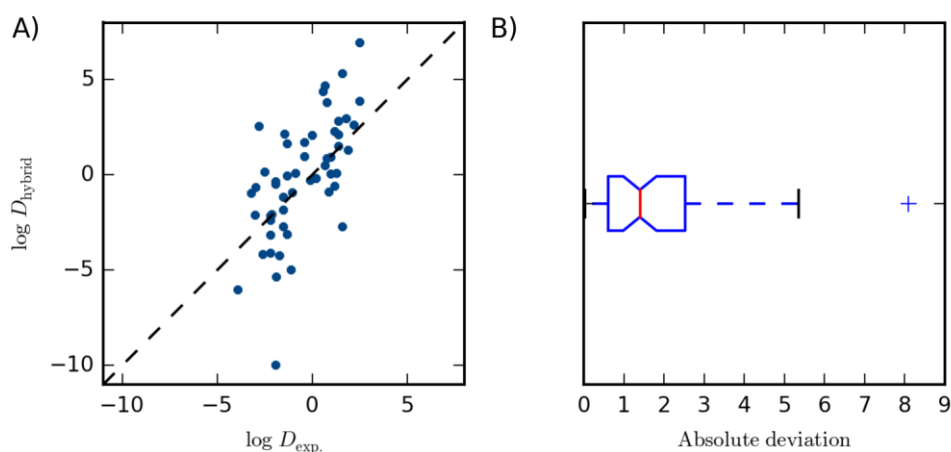 A)
5
0
−5
−10
log D_hybrid
−10 −5 0 5
log D_exp.
B)
0 1 2 3 4 5 6 7 8 9
Absolute deviation